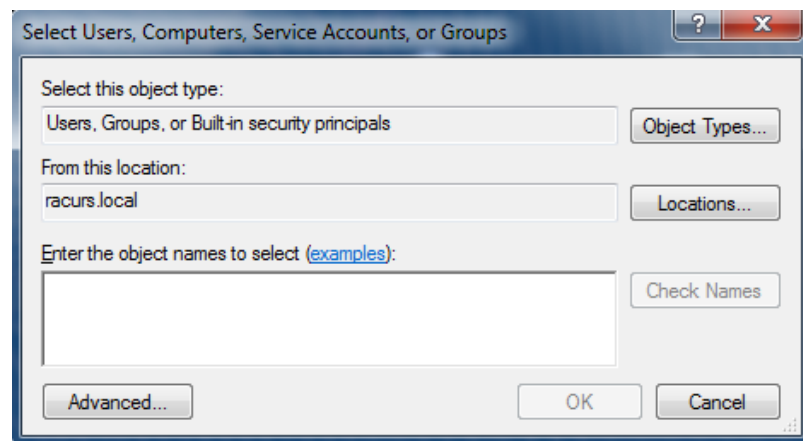 Select Users, Computers, Service Accounts, or Groups
?
X
Select this object type:
Users, Groups, or Built-in security principals
Object Types...
From this location:
racurs.local
Locations...
Enter the object names to select (examples):
Check Names
Advanced...
OK
Cancel